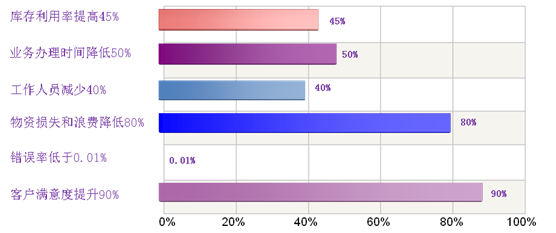 库存利用率提高45%
45%
业务办理时间降低50%
50%
工作人员减少40%
40%
物资损失和浪费降低80%
80%
错误率低于0.01%
0.01%
客户满意度提升90%
90%
0% 20% 40% 60% 80% 100%